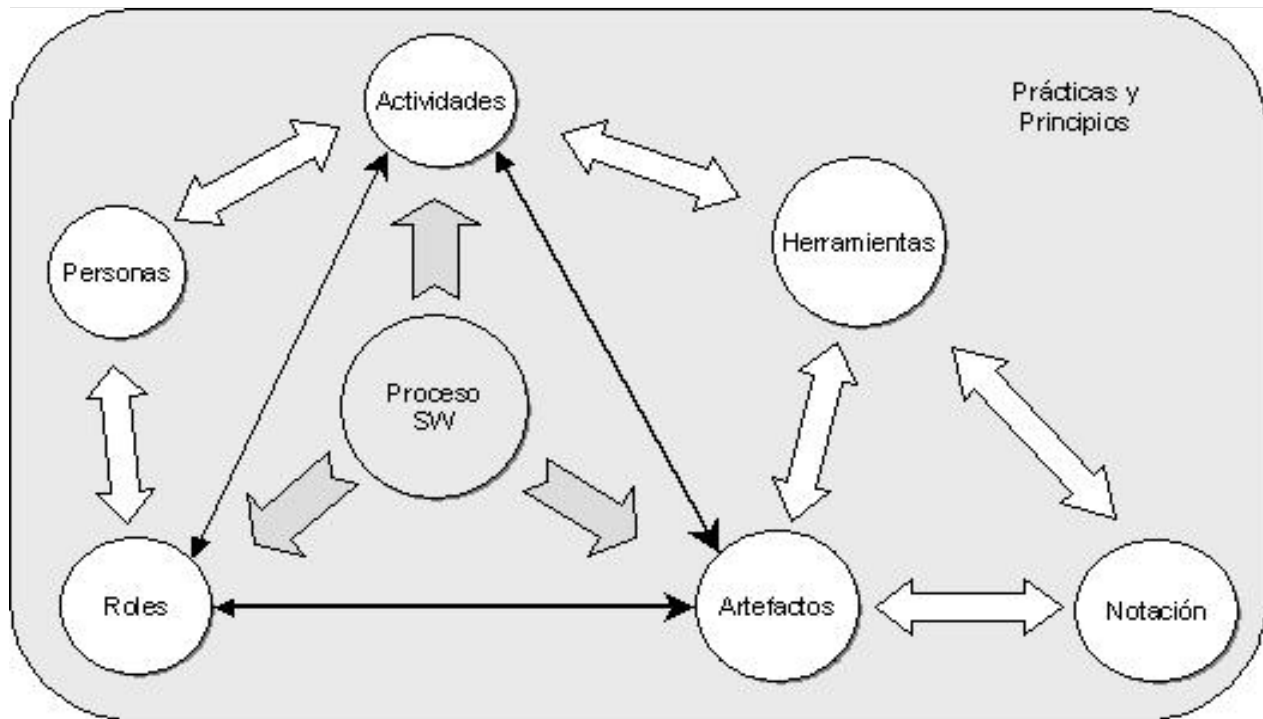 Actividades
Prácticas y
Principios
Herramientas
Personas
Proceso
SW
Roles
Artefactos
Notación